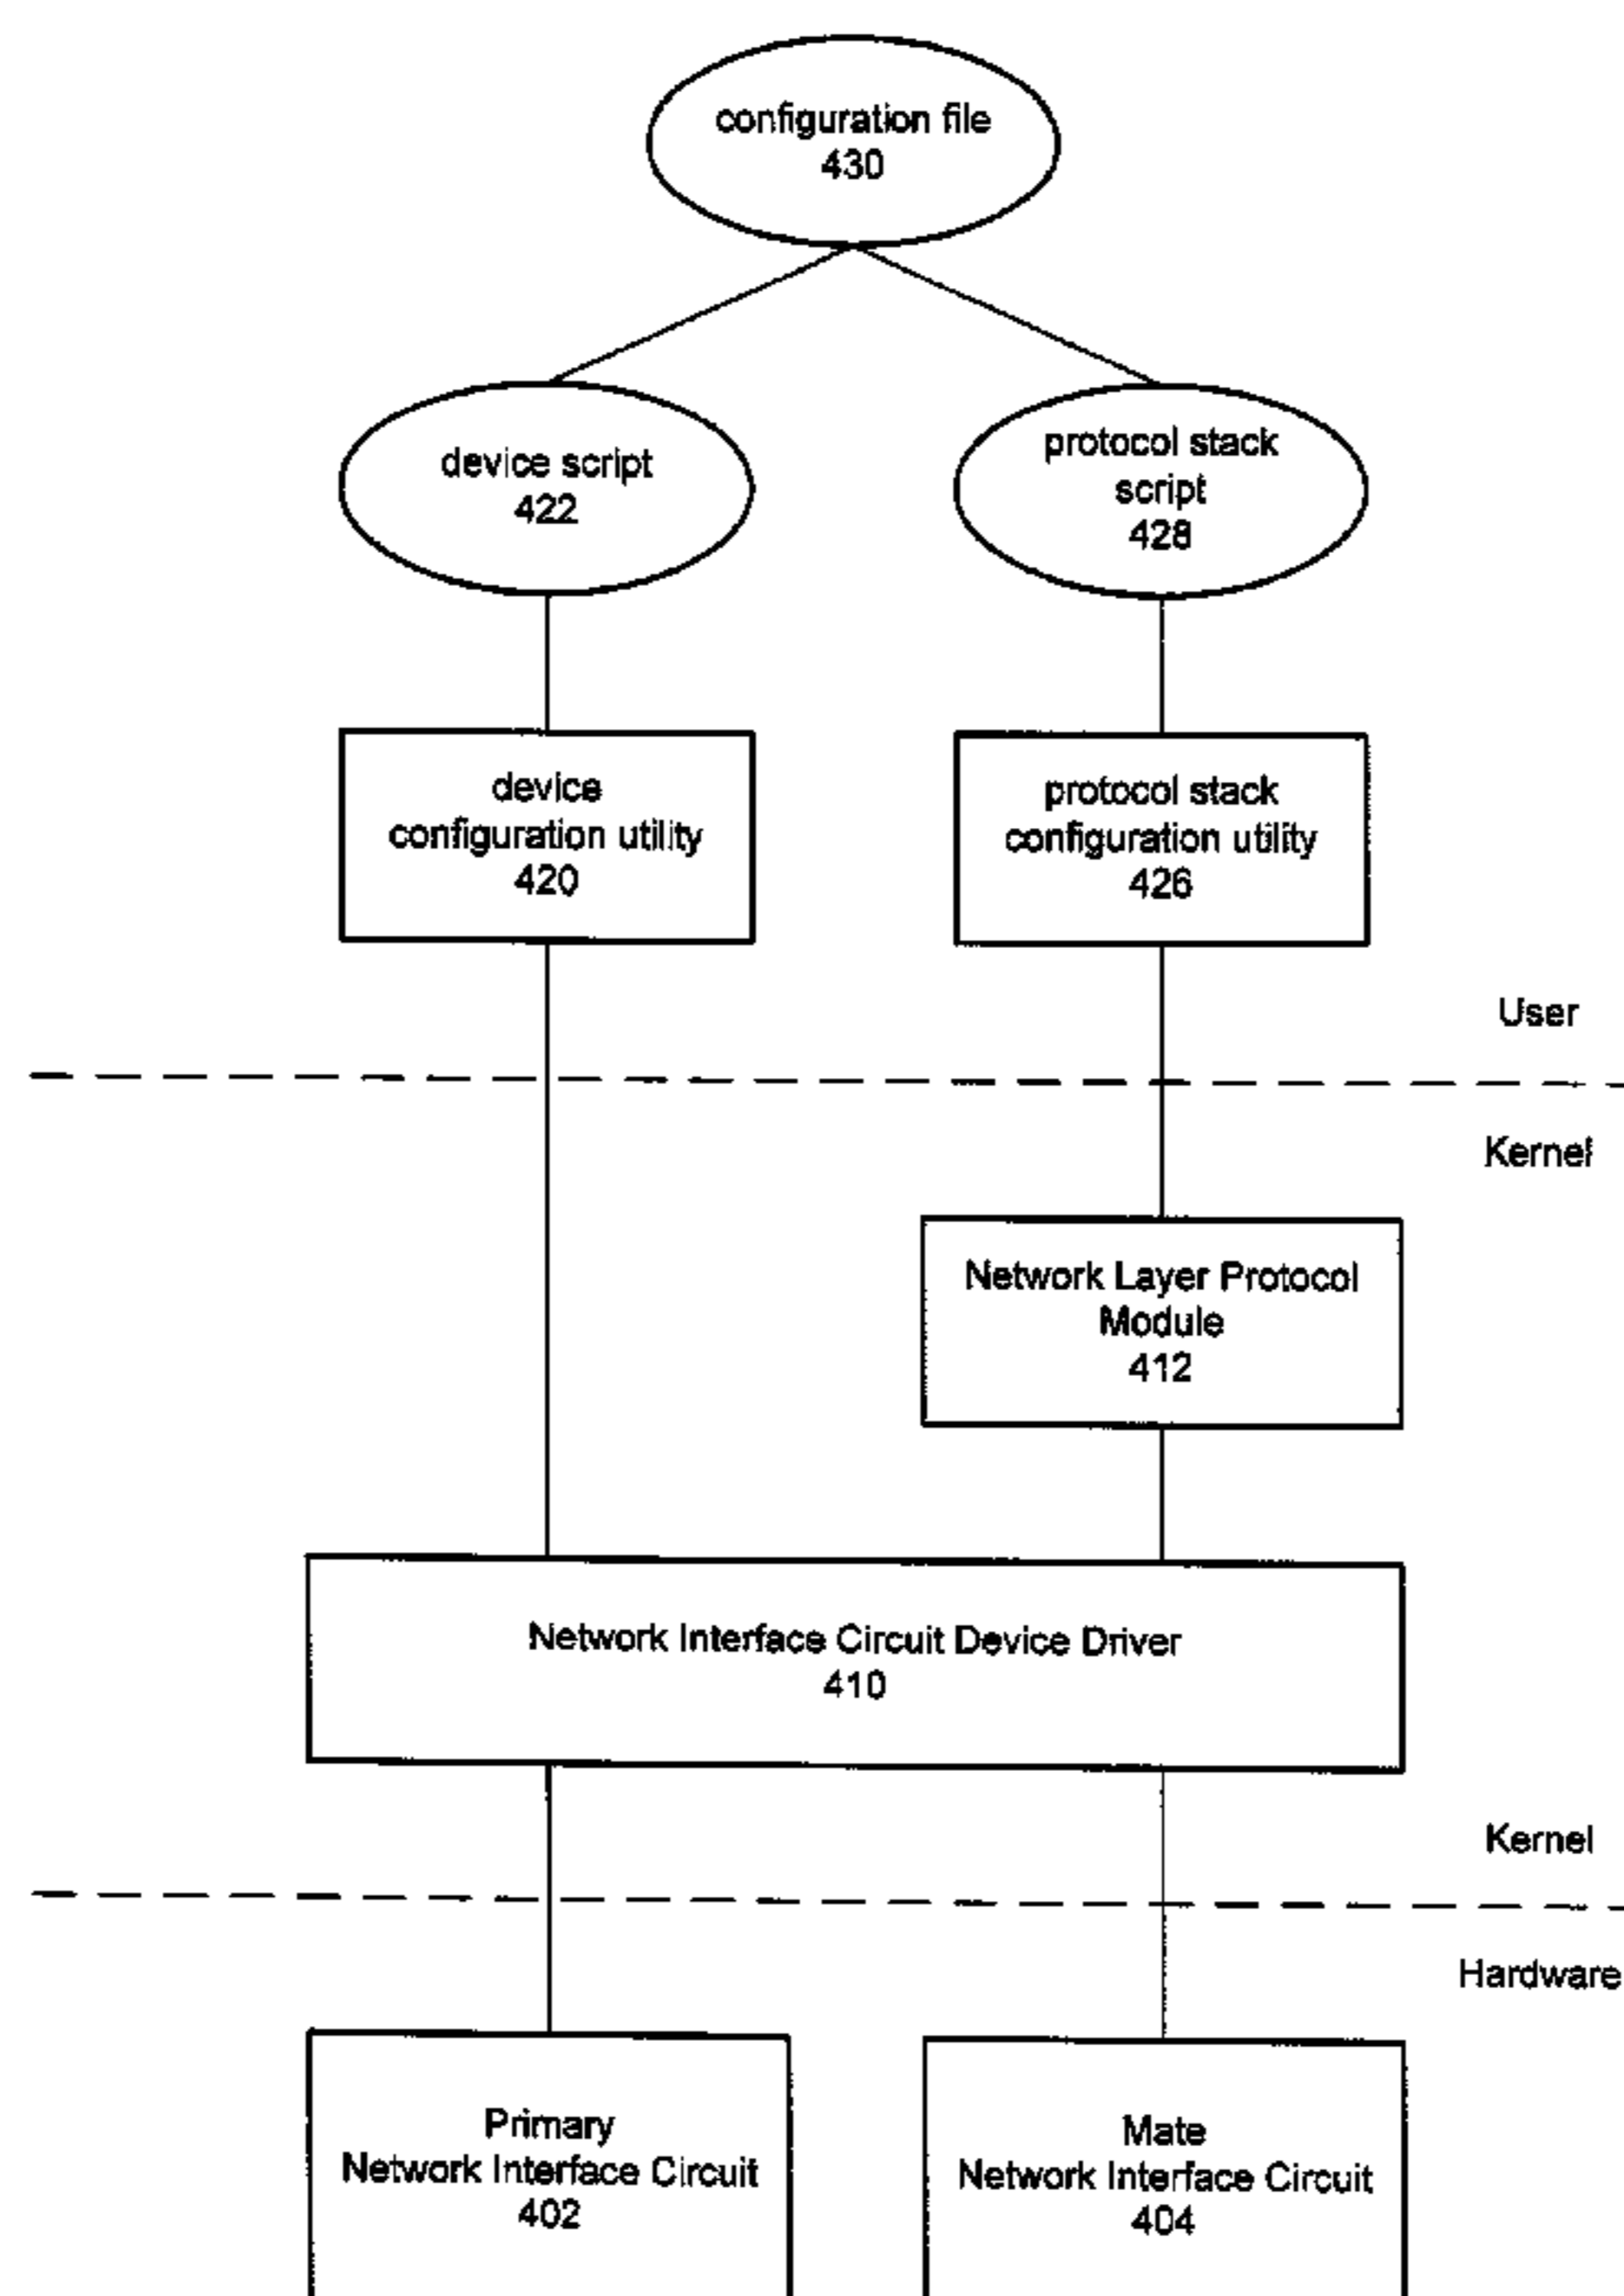 configuration file
430
device script
422
protocol stack
script
428
device
configuration utility
420
protocol stack
configuration utility
426
User
Kernel
Network Layer Protocol
Module
412
Network Interface Circuit Device Driver
410
Kernel
Hardware
Primary
Network Interface Circuit
402
Mate
Network Interface Circuit
404